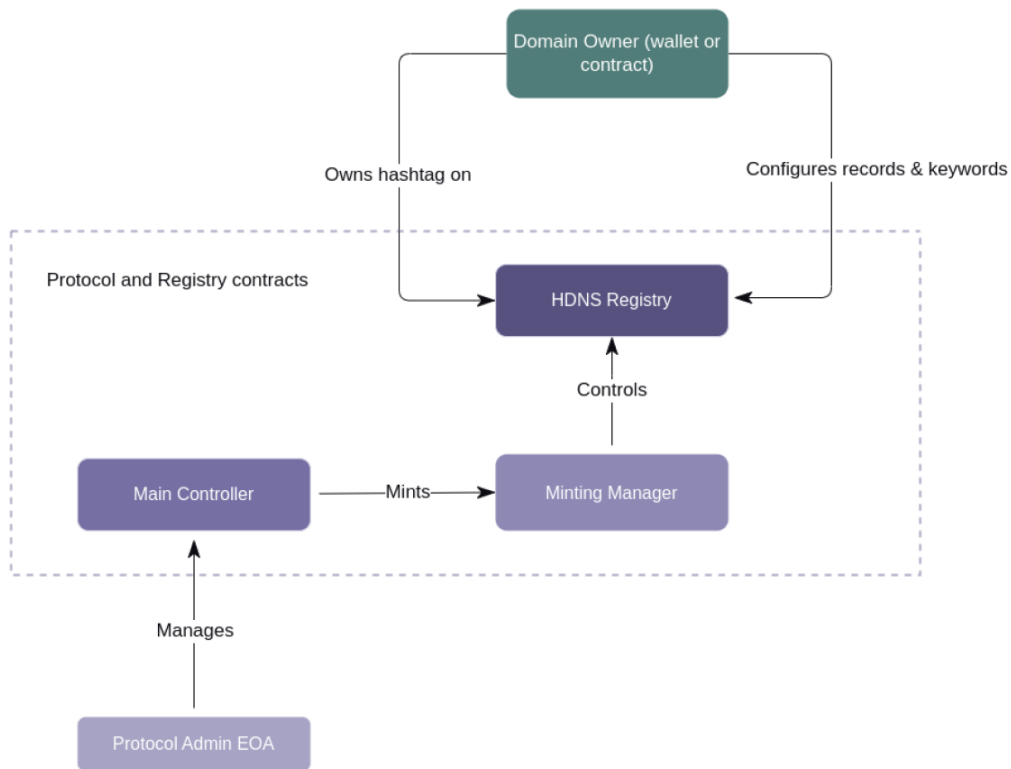 Domain Owner (wallet or
contract)
Owns hashtag on
Configures records & keywords
Protocol and Registry contracts
HDNS Registry
Controls
Main Controller
Mints
Minting Manager
Manages
Protocol Admin EOA